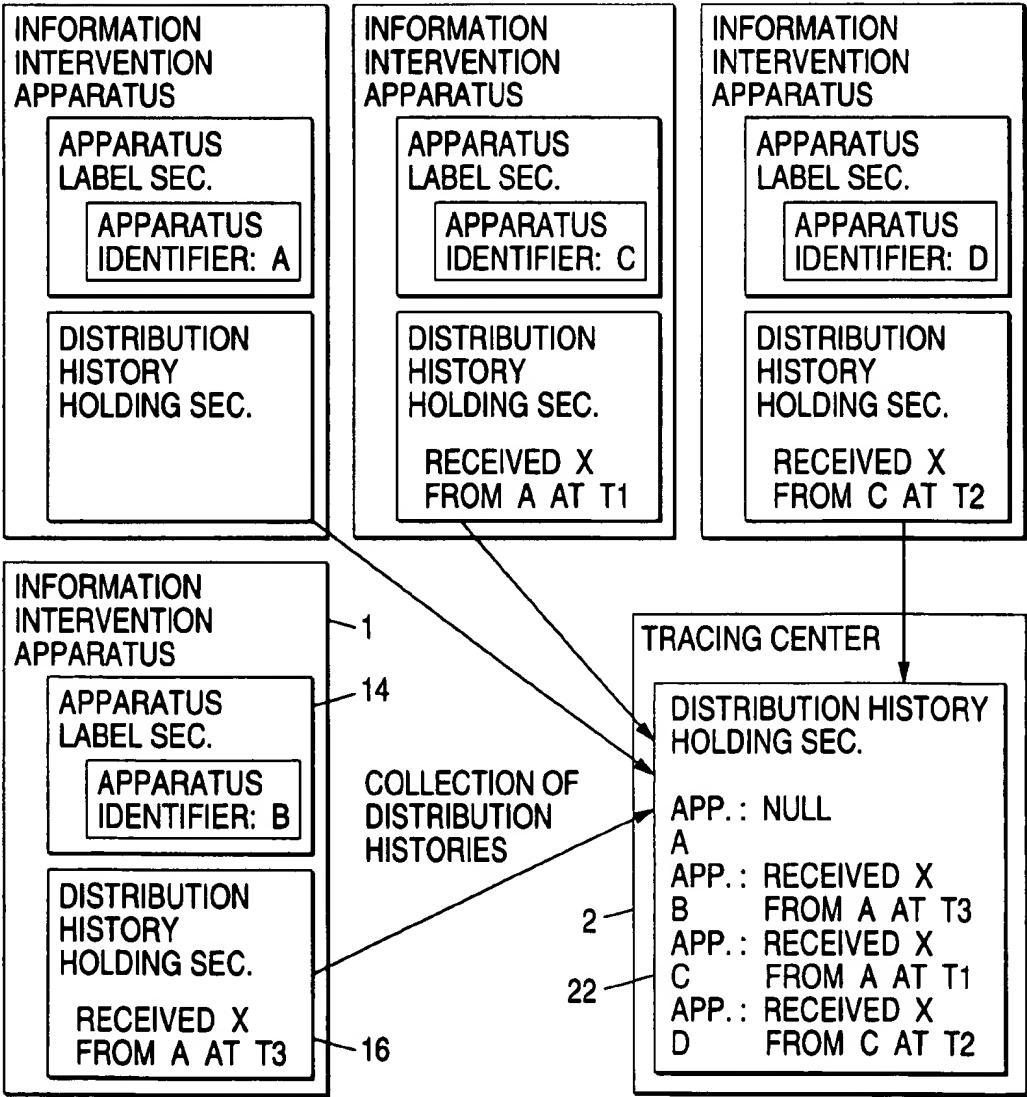 INFORMATION
INTERVENTION
APPARATUS
APPARATUS
LABEL SEC.
APPARATUS
IDENTIFIER: A
DISTRIBUTION
HISTORY
HOLDING SEC.
INFORMATION
INTERVENTION
APPARATUS
APPARATUS
LABEL SEC.
APPARATUS
IDENTIFIER: C
DISTRIBUTION
HISTORY
HOLDING SEC.
RECEIVED X
FROM A AT T1
INFORMATION
INTERVENTION
APPARATUS
APPARATUS
LABEL SEC.
APPARATUS
IDENTIFIER: D
DISTRIBUTION
HISTORY
HOLDING SEC.
RECEIVED X
FROM C AT T2
INFORMATION
INTERVENTION
APPARATUS
1
APPARATUS
LABEL SEC.
14
APPARATUS
IDENTIFIER: B
DISTRIBUTION
HISTORY
HOLDING SEC.
RECEIVED X
FROM A AT T3
16
COLLECTION OF
DISTRIBUTION
HISTORIES
TRACING CENTER
DISTRIBUTION HISTORY
HOLDING SEC.
APP. : NULL
A
APP. : RECEIVED X
B FROM A AT T3
APP. : RECEIVED X
C FROM A AT T1
APP. : RECEIVED X
D FROM C AT T2
2
22